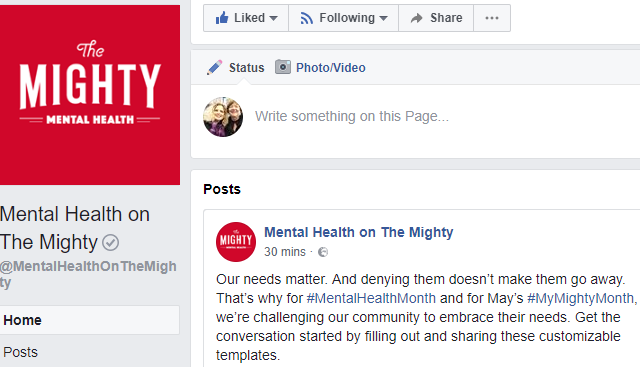 The
MIGHTY
MENTAL HEALTH
Mental Health on
The Mighty
@MentalHealthOnTheMigh
ty
Home
Posts
Liked
Following
Share
Status
Photo/Video
Write something on this Page...
Posts
The
MIGHTY
MENTAL HEALTH
Mental Health on The Mighty
30 mins ·
Our needs matter. And denying them doesn't make them go away.
That's why for #MentalHealthMonth and for May's #MyMightyMonth,
we're challenging our community to embrace their needs. Get the
conversation started by filling out and sharing these customizable
templates.